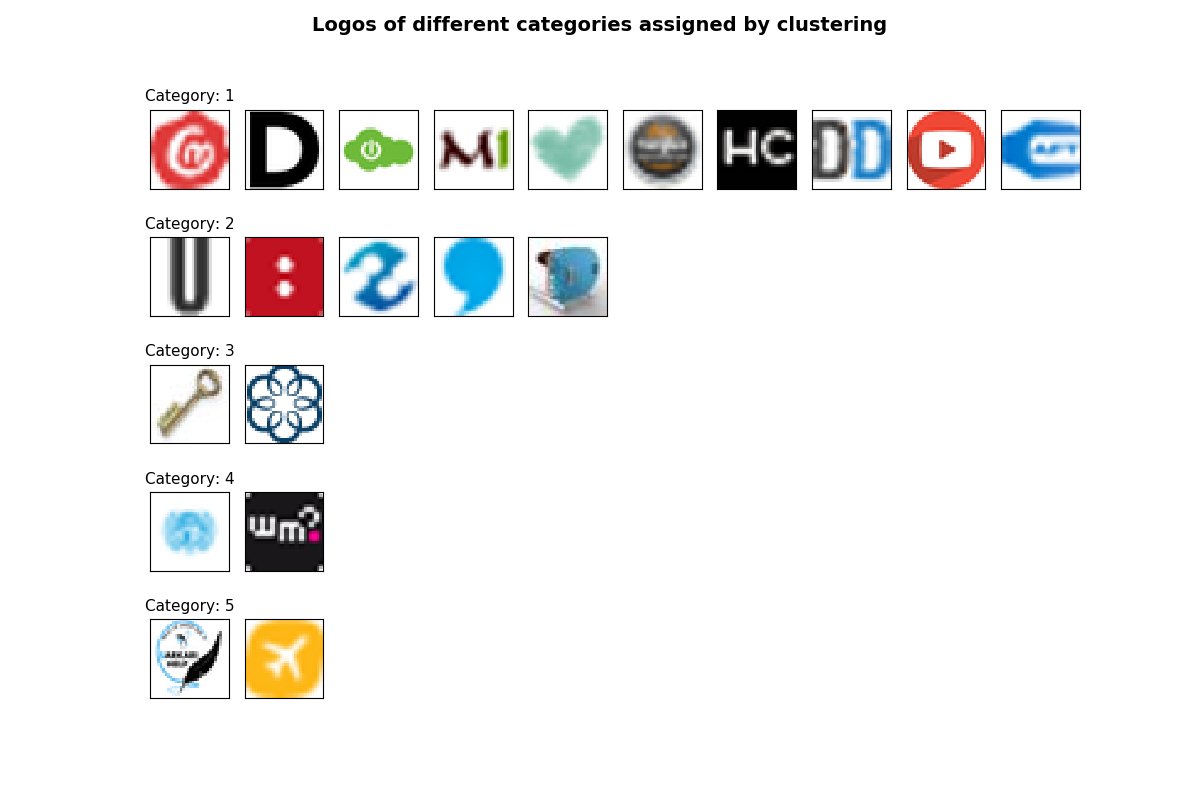 Logos of different categories assigned by clustering
Category: 1
D
M1
HC
DD
Category: 2
U
:
Category: 3
Category: 4
wm?
Category: 5